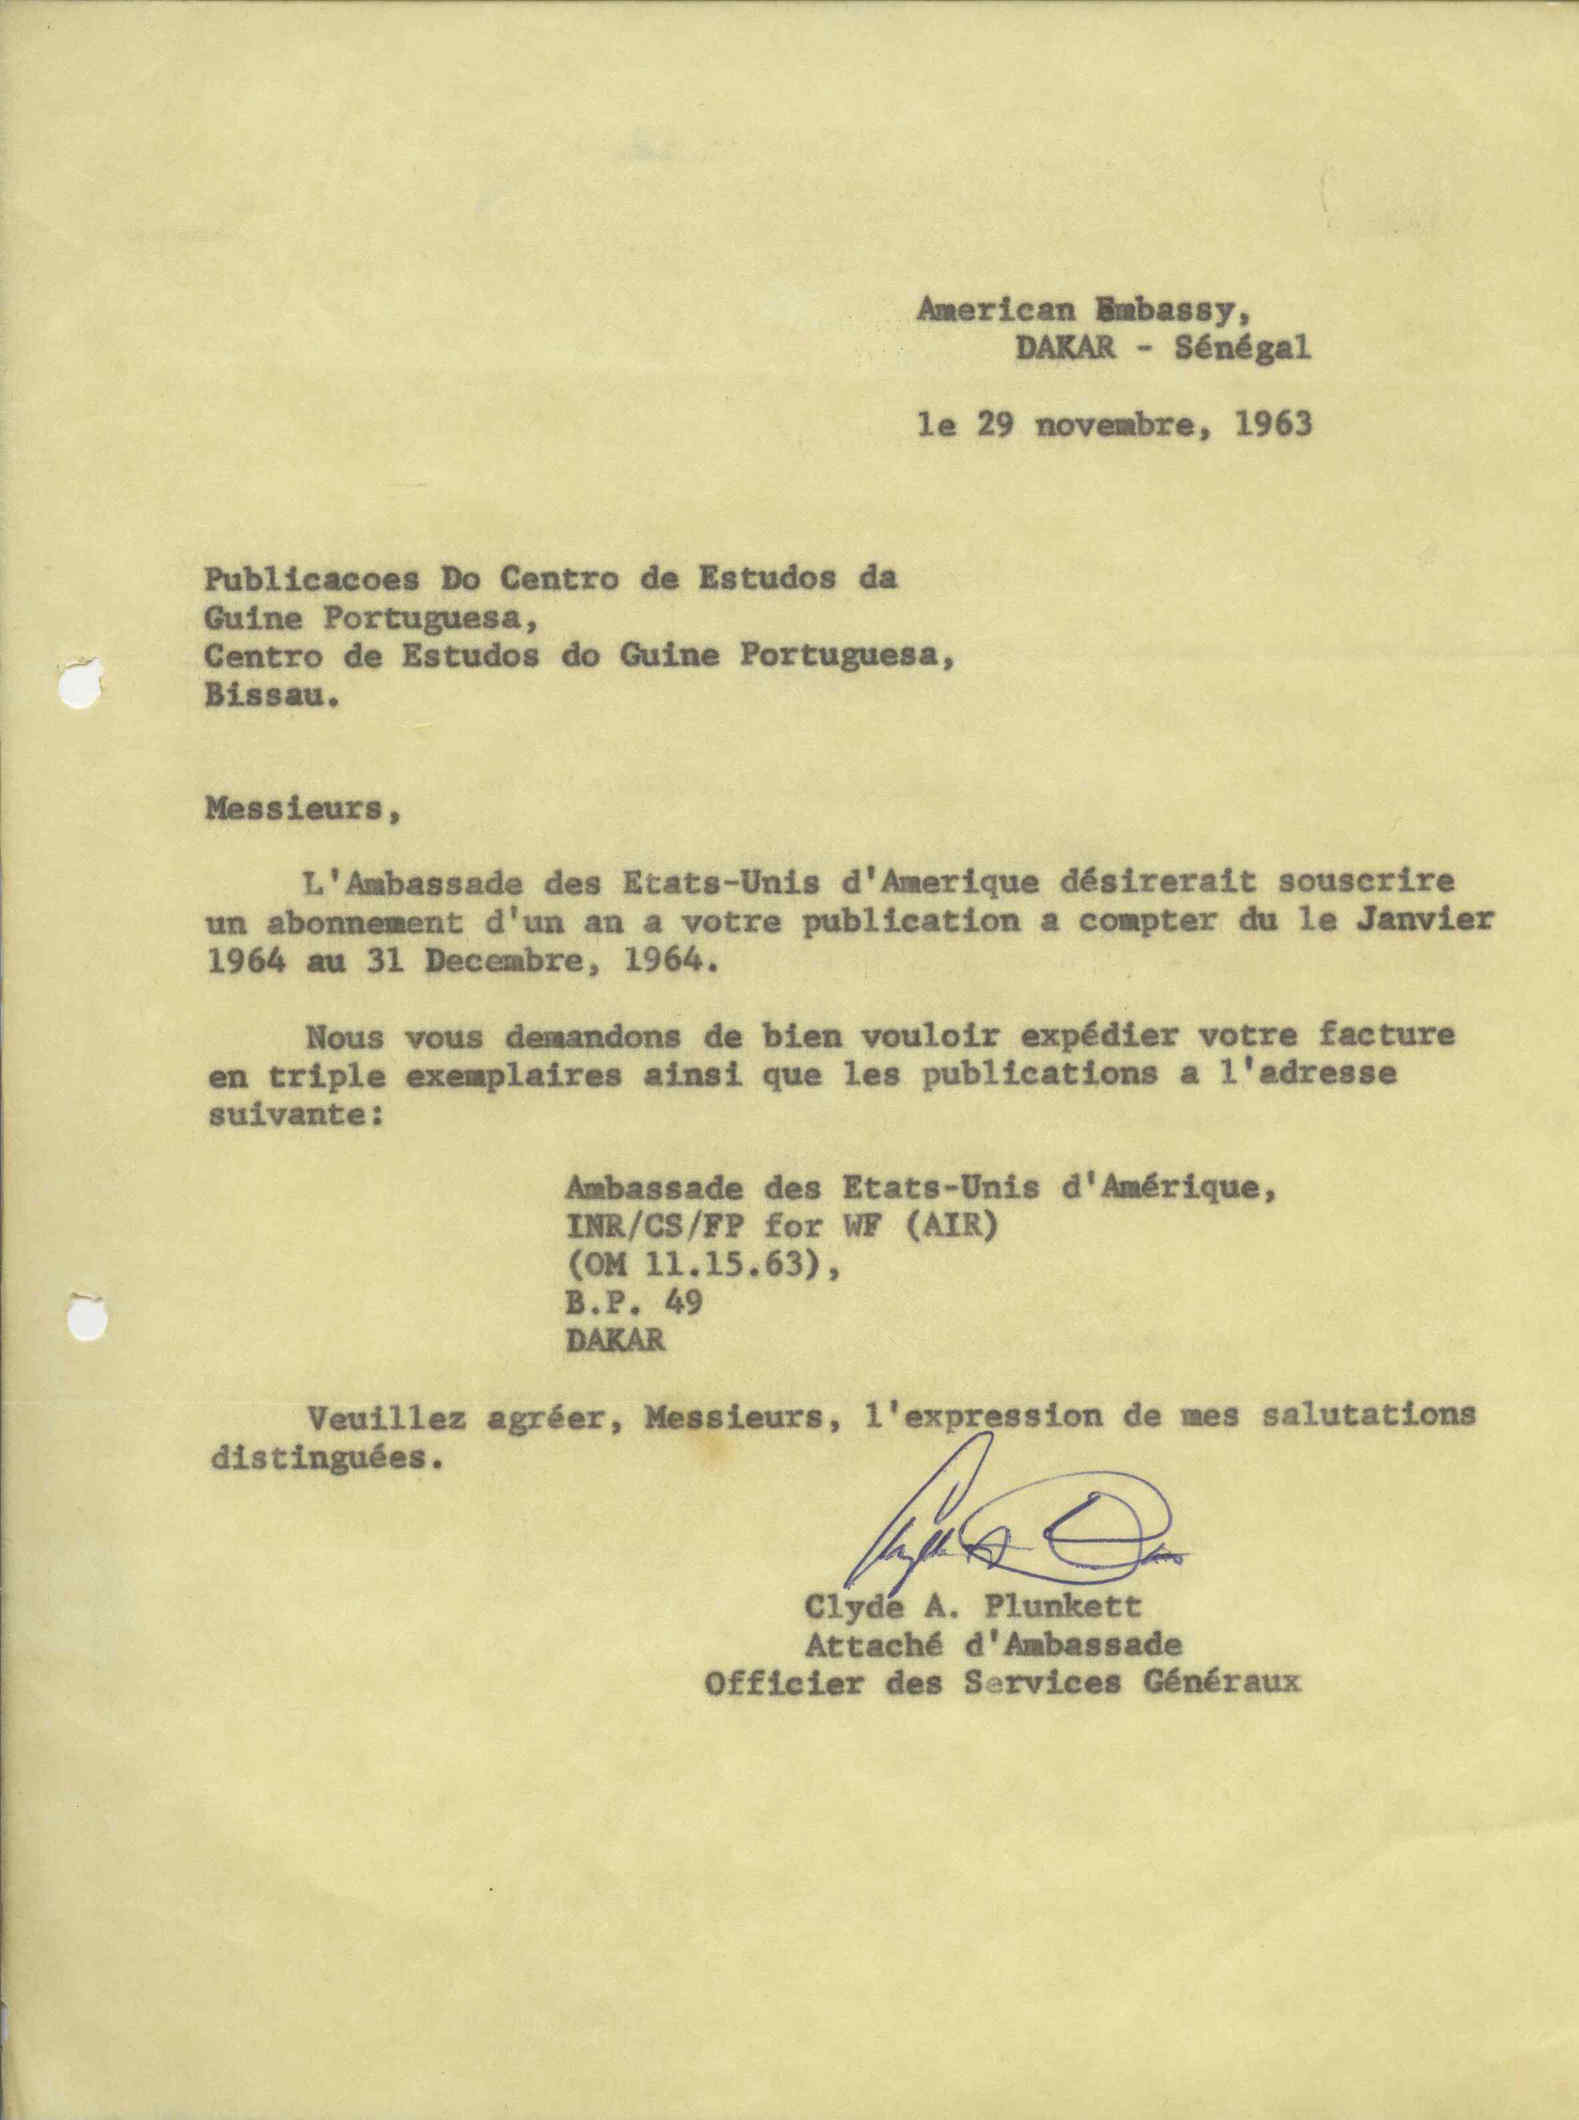 American Embassy,
DAKAR - Sénégal
le 29 novembre, 1963
Publicacoes Do Centro de Estudos da
Guine Portuguesa,
Centro de Estudos do Guine Portuguesa,
Bissau.
Messieurs,
L'Ambassade des Etats-Unis d'Amerique désirerait souscrire
un abonnement d'un an a votre publication a compter du le Janvier
1964 au 31 Decembre, 1964.
Nous vous demandons de bien vouloir expédier votre facture
en triple exemplaires ainsi que les publications a l'adresse
suivante:
Ambassade des Etats-Unis d'Amérique,
INR/CS/FP for WF (AIR)
(OM 11.15.63),
B.P. 49
DAKAR
Veuillez agréer, Messieurs, l'expression de mes salutations
distinguées.
Clyde A. Plunkett
Attaché d'Ambassade
Officier des Services Généraux